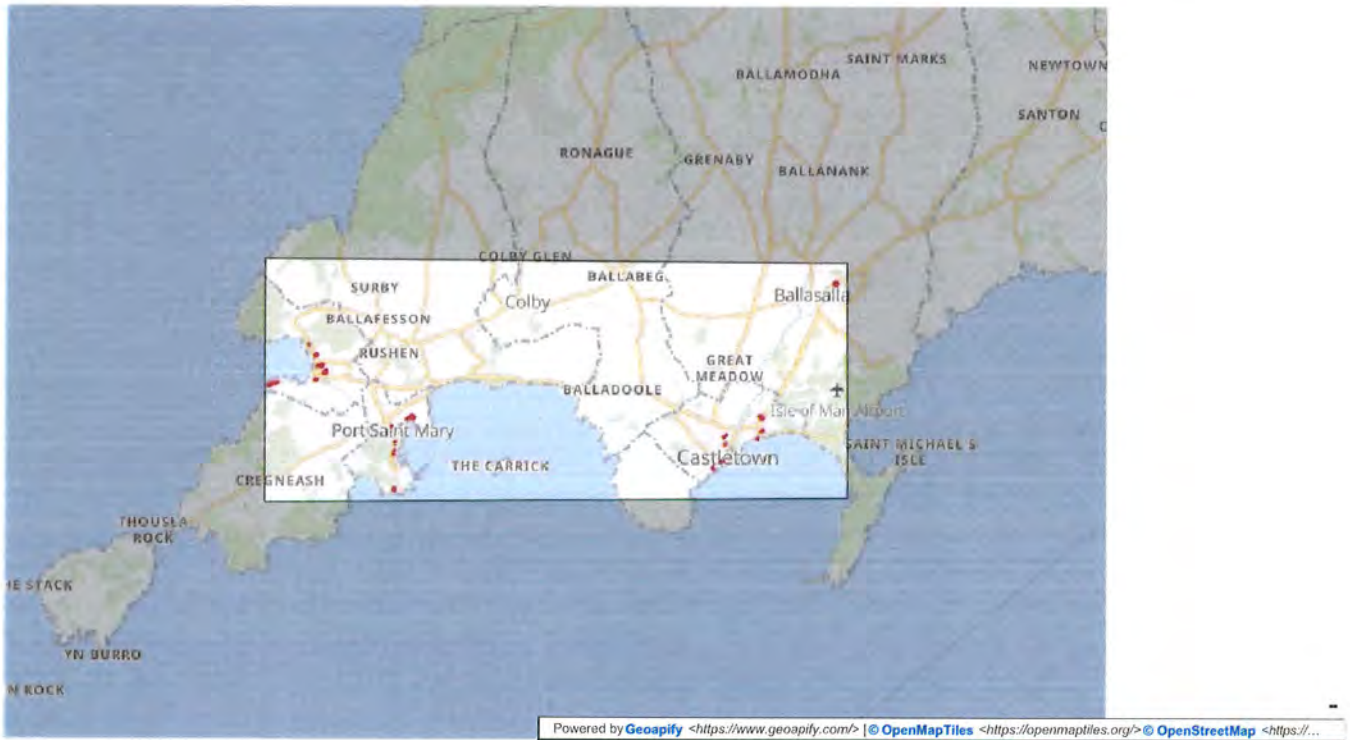 SAINT MARKS
BALLAMODHA
NEWTOWN
SANTON
C
RONAGUE
GRENABY
BALLANANK
COLBY GLEN
BALLABEG
SURBY
Colby
Ballasalla
BALLAFESSON
RUSHEN
GREAT
MEADOW
BALLADOOLE
Isle of Man Airport
Port Saint Mary
SAINT MICHAEL S
ISLE
THE CARRICK
Castletown
CREGNEASH
THOUSLA
ROCK
HE STACK
YN BURRO
N ROCK
Powered by Geoapify <https://www.geoapify.com/> | © OpenMapTiles <https://openmaptiles.org/> © OpenStreetMap <https://...